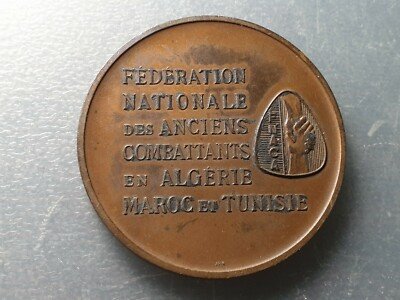 FÉDÉRATION
NATIONALE
DES ANCIENS
COMBATTANTS
EN ALGÉRIE
MAROC ET TUNISIE